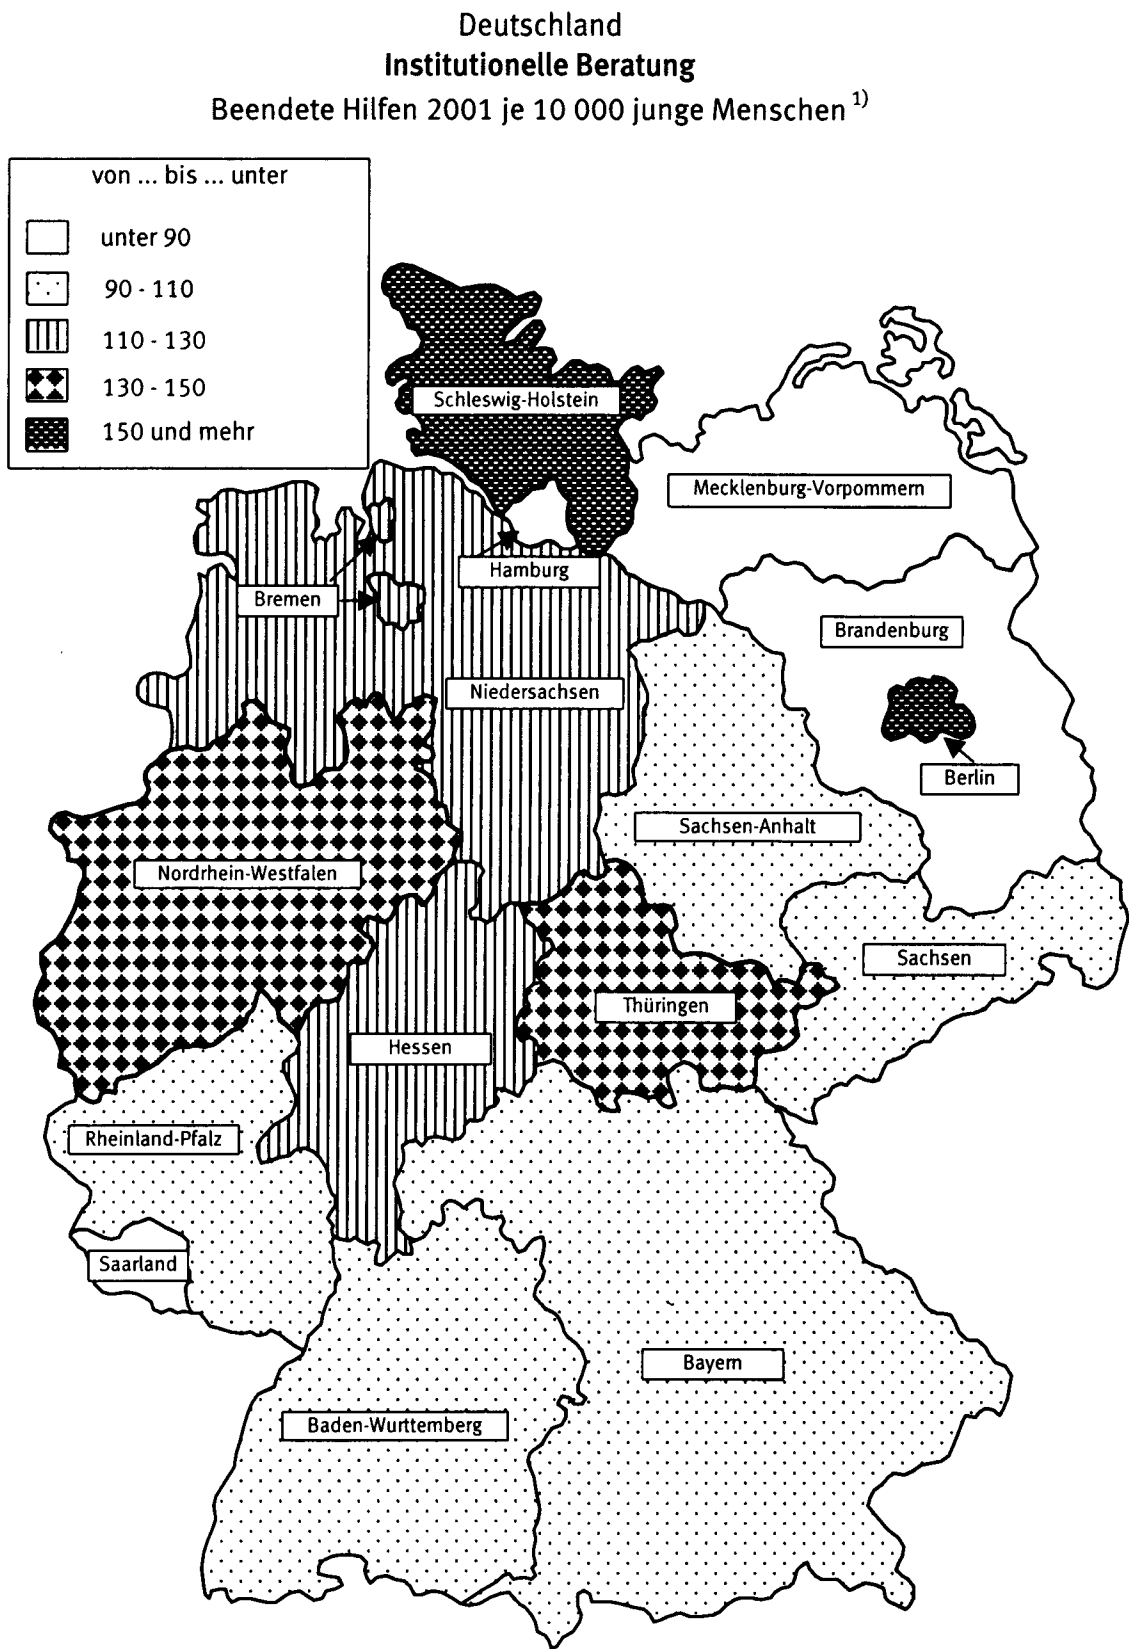 Deutschland
Institutionelle Beratung
Beendete Hilfen 2001 je 10 000 junge Menschen 1)
von ... bis ... unter
unter 90
90 - 110
110 - 130
130 - 150
150 und mehr
Schleswig-Holstein
Mecklenburg-Vorpommern
Hamburg
Bremen
Brandenburg
Niedersachsen
Berlin
Sachsen-Anhalt
Nordrhein-Westfalen
Sachsen
Thüringen
Hessen
Rheinland-Pfalz
Saarland
Bayern
Baden-Wurttemberg